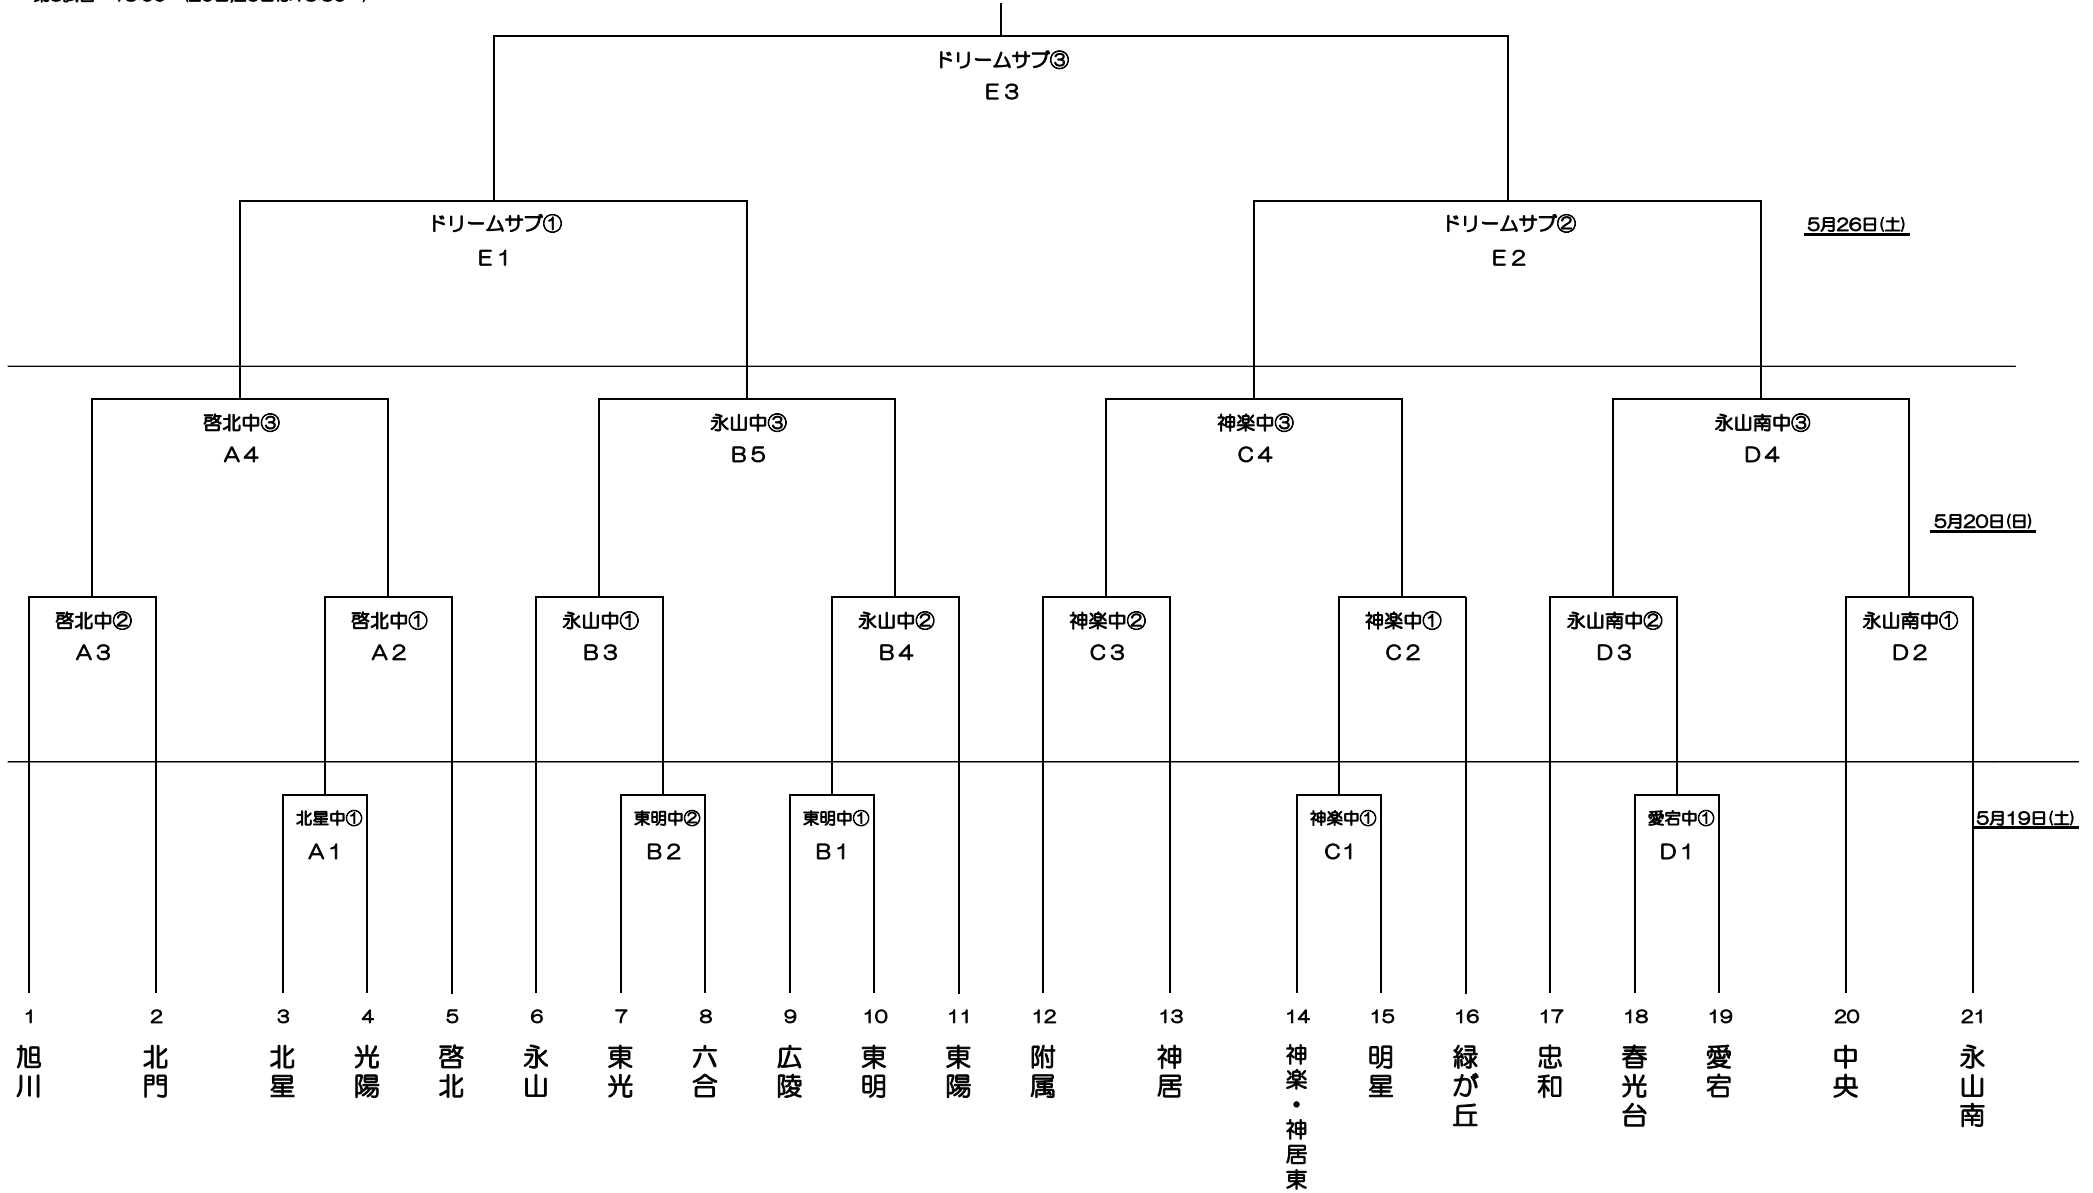 ドリームサブ③
E3
ドリームサブ①
E1
ドリームサブ②
E2
5月26日(土)
啓北中③
A4
永山中③
B5
神楽中③
C4
永山南中③
D4
5月20日(日)
啓北中②
A3
啓北中①
A2
永山中①
B3
永山中②
B4
神楽中②
C3
神楽中①
C2
永山南中②
D3
永山南中①
D2
北星中①
A1
東明中②
B2
東明中①
B1
神楽中①
C1
愛宕中①
D1
5月19日(土)
1 2 3 4 5 6 7 8 9 10 11 12 13 14 15 16 17 18 19 20 21
旭川
北門
北星
光陽
啓北
永山
東光
六合
広陵
東明
東陽
附属
神居
神楽・神居東
明星
緑が丘
忠和
春光台
愛宕
中央
永山南